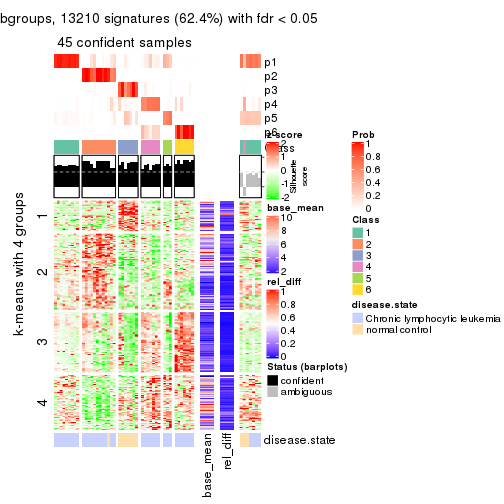 bgroups, 13210 signatures (62.4%) with fdr < 0.05
45 confident samples
p1
p2
p3
p4
p5
p6
Class
z-score
2
1
0
-1
-2
Silhouette
score
Prob
1
0.8
0.6
0.4
0.2
0
Class
1
2
3
4
5
6
base_mean
10
8
6
4
2
rel_diff
1
0.8
0.6
0.4
0.2
0
disease.state
Chronic lymphocytic leukemia
normal control
Status (barplots)
confident
ambiguous
k-means with 4 groups
1
2
3
4
base_mean
rel_diff
disease.state